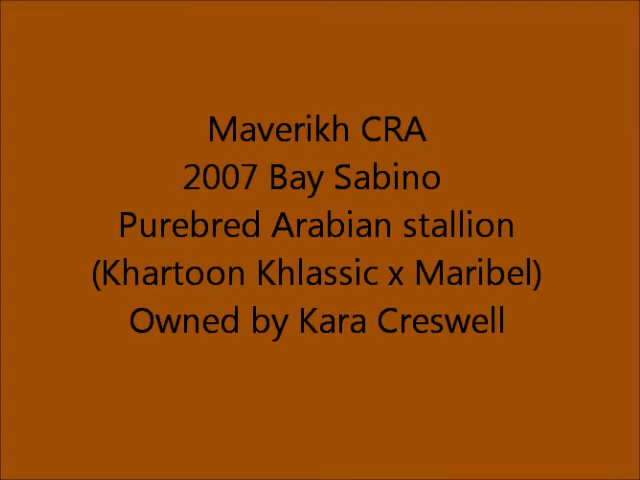 Maverikh CRA
2007 Bay Sabino
Purebred Arabian stallion
(Khartoon Khlassic x Maribel)
Owned by Kara Creswell